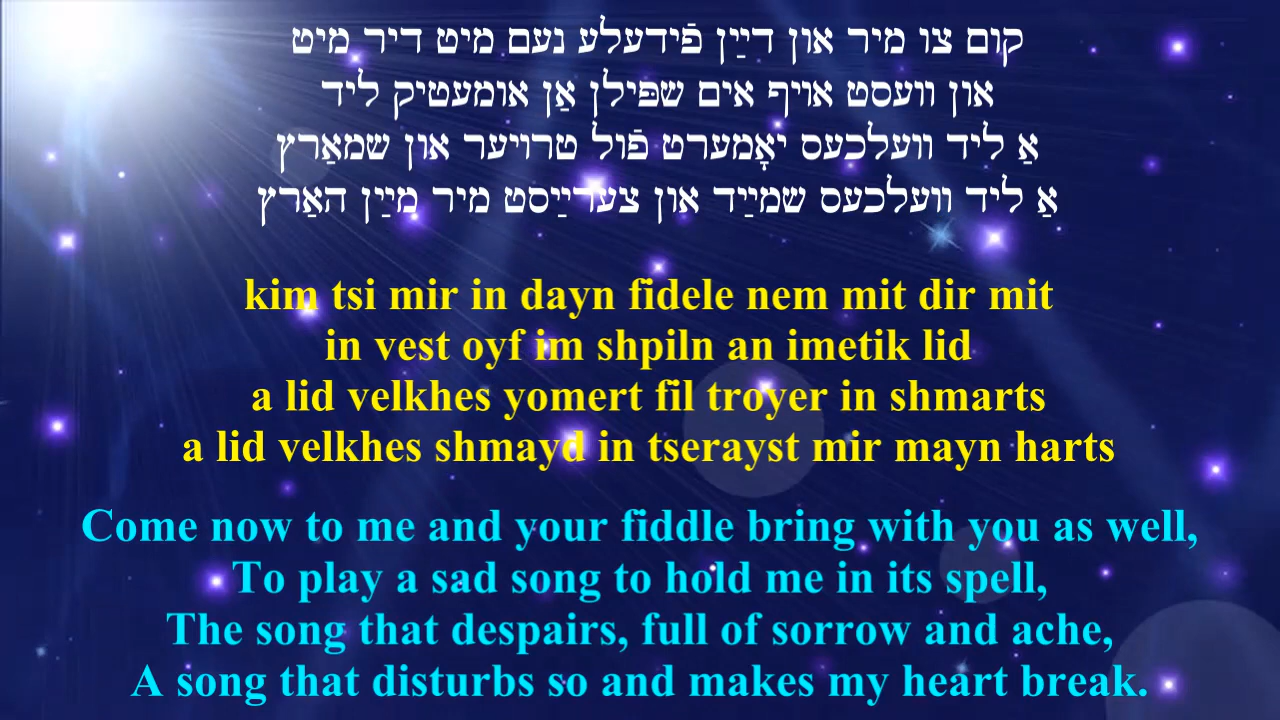 קום צו מיר און דײַן פֿידעלע נעם מיט דיר מיט
און וועסט אויף אים שפּילן אַן אומעטיק ליד
אַ ליד וועלכעס יאָמערט פֿול טרויער און שמאַרץ
אַ ליד וועלכעס שמײַד און צערײַסט מיר מײַן האַרץ
kim tsi mir in dayn fidele nem mit dir mit
in vest oyf im shpiln an imetik lid
a lid velkhes yomert fil troyer in shmarts
a lid velkhes shmayd in tserayst mir mayn harts
Come now to me and your fiddle bring with you as well,
To play a sad song to hold me in its spell,
The song that despairs, full of sorrow and ache,
A song that disturbs so and makes my heart break.